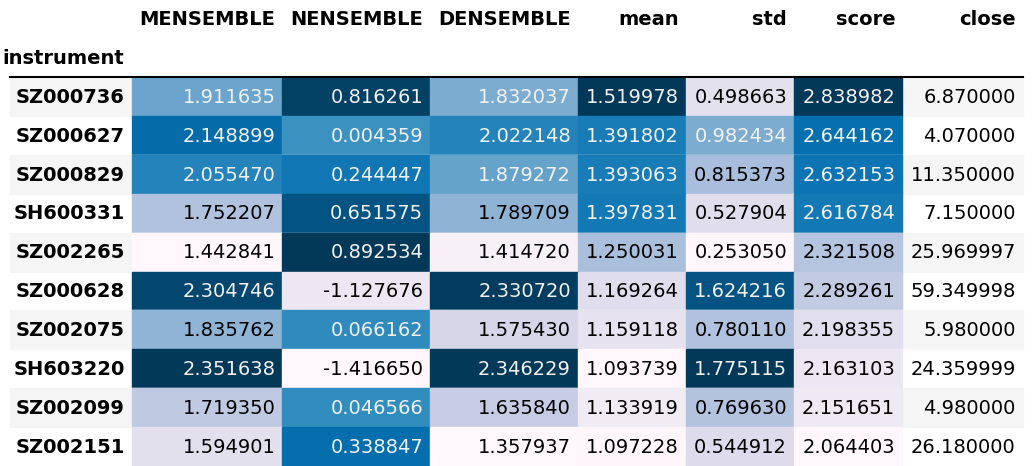 MENSEMBLE NENSEMBLE DENSEMBLE mean std score close
instrument
SZ000736 1.911635 0.816261 1.832037 1.519978 0.498663 2.838982 6.870000
SZ000627 2.148899 0.004359 2.022148 1.391802 0.982434 2.644162 4.070000
SZ000829 2.055470 0.244447 1.879272 1.393063 0.815373 2.632153 11.350000
SH600331 1.752207 0.651575 1.789709 1.397831 0.527904 2.616784 7.150000
SZ002265 1.442841 0.892534 1.414720 1.250031 0.253050 2.321508 25.969997
SZ000628 2.304746 -1.127676 2.330720 1.169264 1.624216 2.289261 59.349998
SZ002075 1.835762 0.066162 1.575430 1.159118 0.780110 2.198355 5.980000
SH603220 2.351638 -1.416650 2.346229 1.093739 1.775115 2.163103 24.359999
SZ002099 1.719350 0.046566 1.635840 1.133919 0.769630 2.151651 4.980000
SZ002151 1.594901 0.338847 1.357937 1.097228 0.544912 2.064403 26.180000